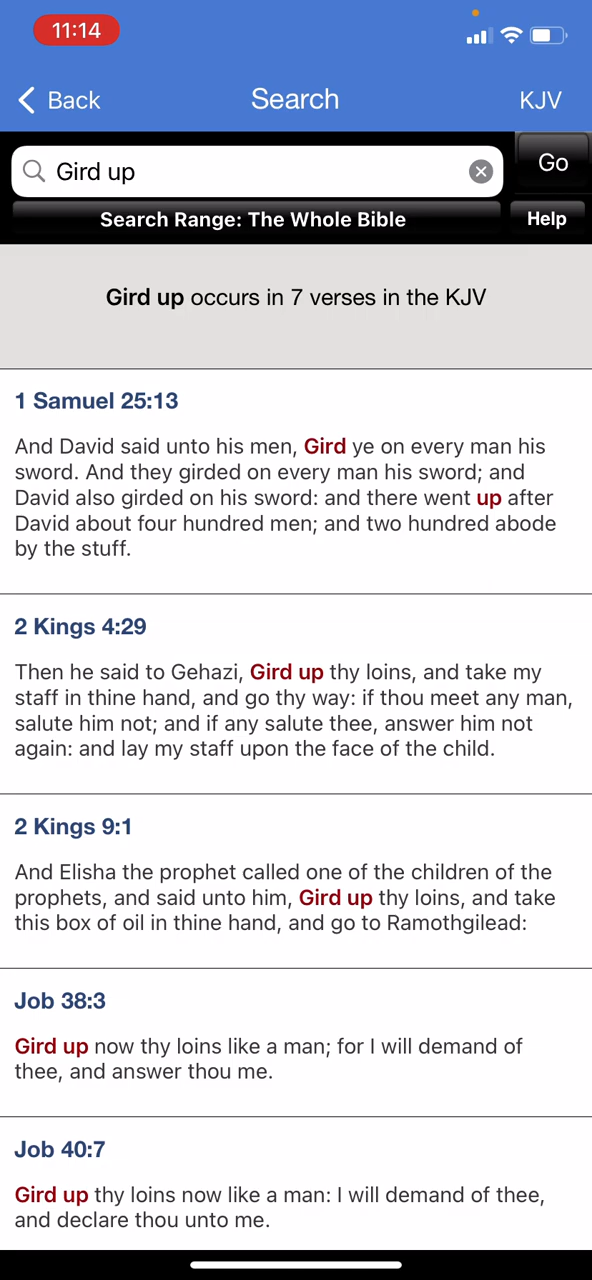 11:14
Back
Search
KJV
Gird up
Go
Search Range: The Whole Bible
Help
Gird up occurs in 7 verses in the KJV
1 Samuel 25:13
And David said unto his men, Gird ye on every man his
sword. And they girded on every man his sword; and
David also girded on his sword: and there went up after
David about four hundred men; and two hundred abode
by the stuff.
2 Kings 4:29
Then he said to Gehazi, Gird up thy loins, and take my
staff in thine hand, and go thy way: if thou meet any man,
salute him not; and if any salute thee, answer him not
again: and lay my staff upon the face of the child.
2 Kings 9:1
And Elisha the prophet called one of the children of the
prophets, and said unto him, Gird up thy loins, and take
this box of oil in thine hand, and go to Ramothgilead:
Job 38:3
Gird up now thy loins like a man; for I will demand of
thee, and answer thou me.
Job 40:7
Gird up thy loins now like a man: I will demand of thee,
and declare thou unto me.